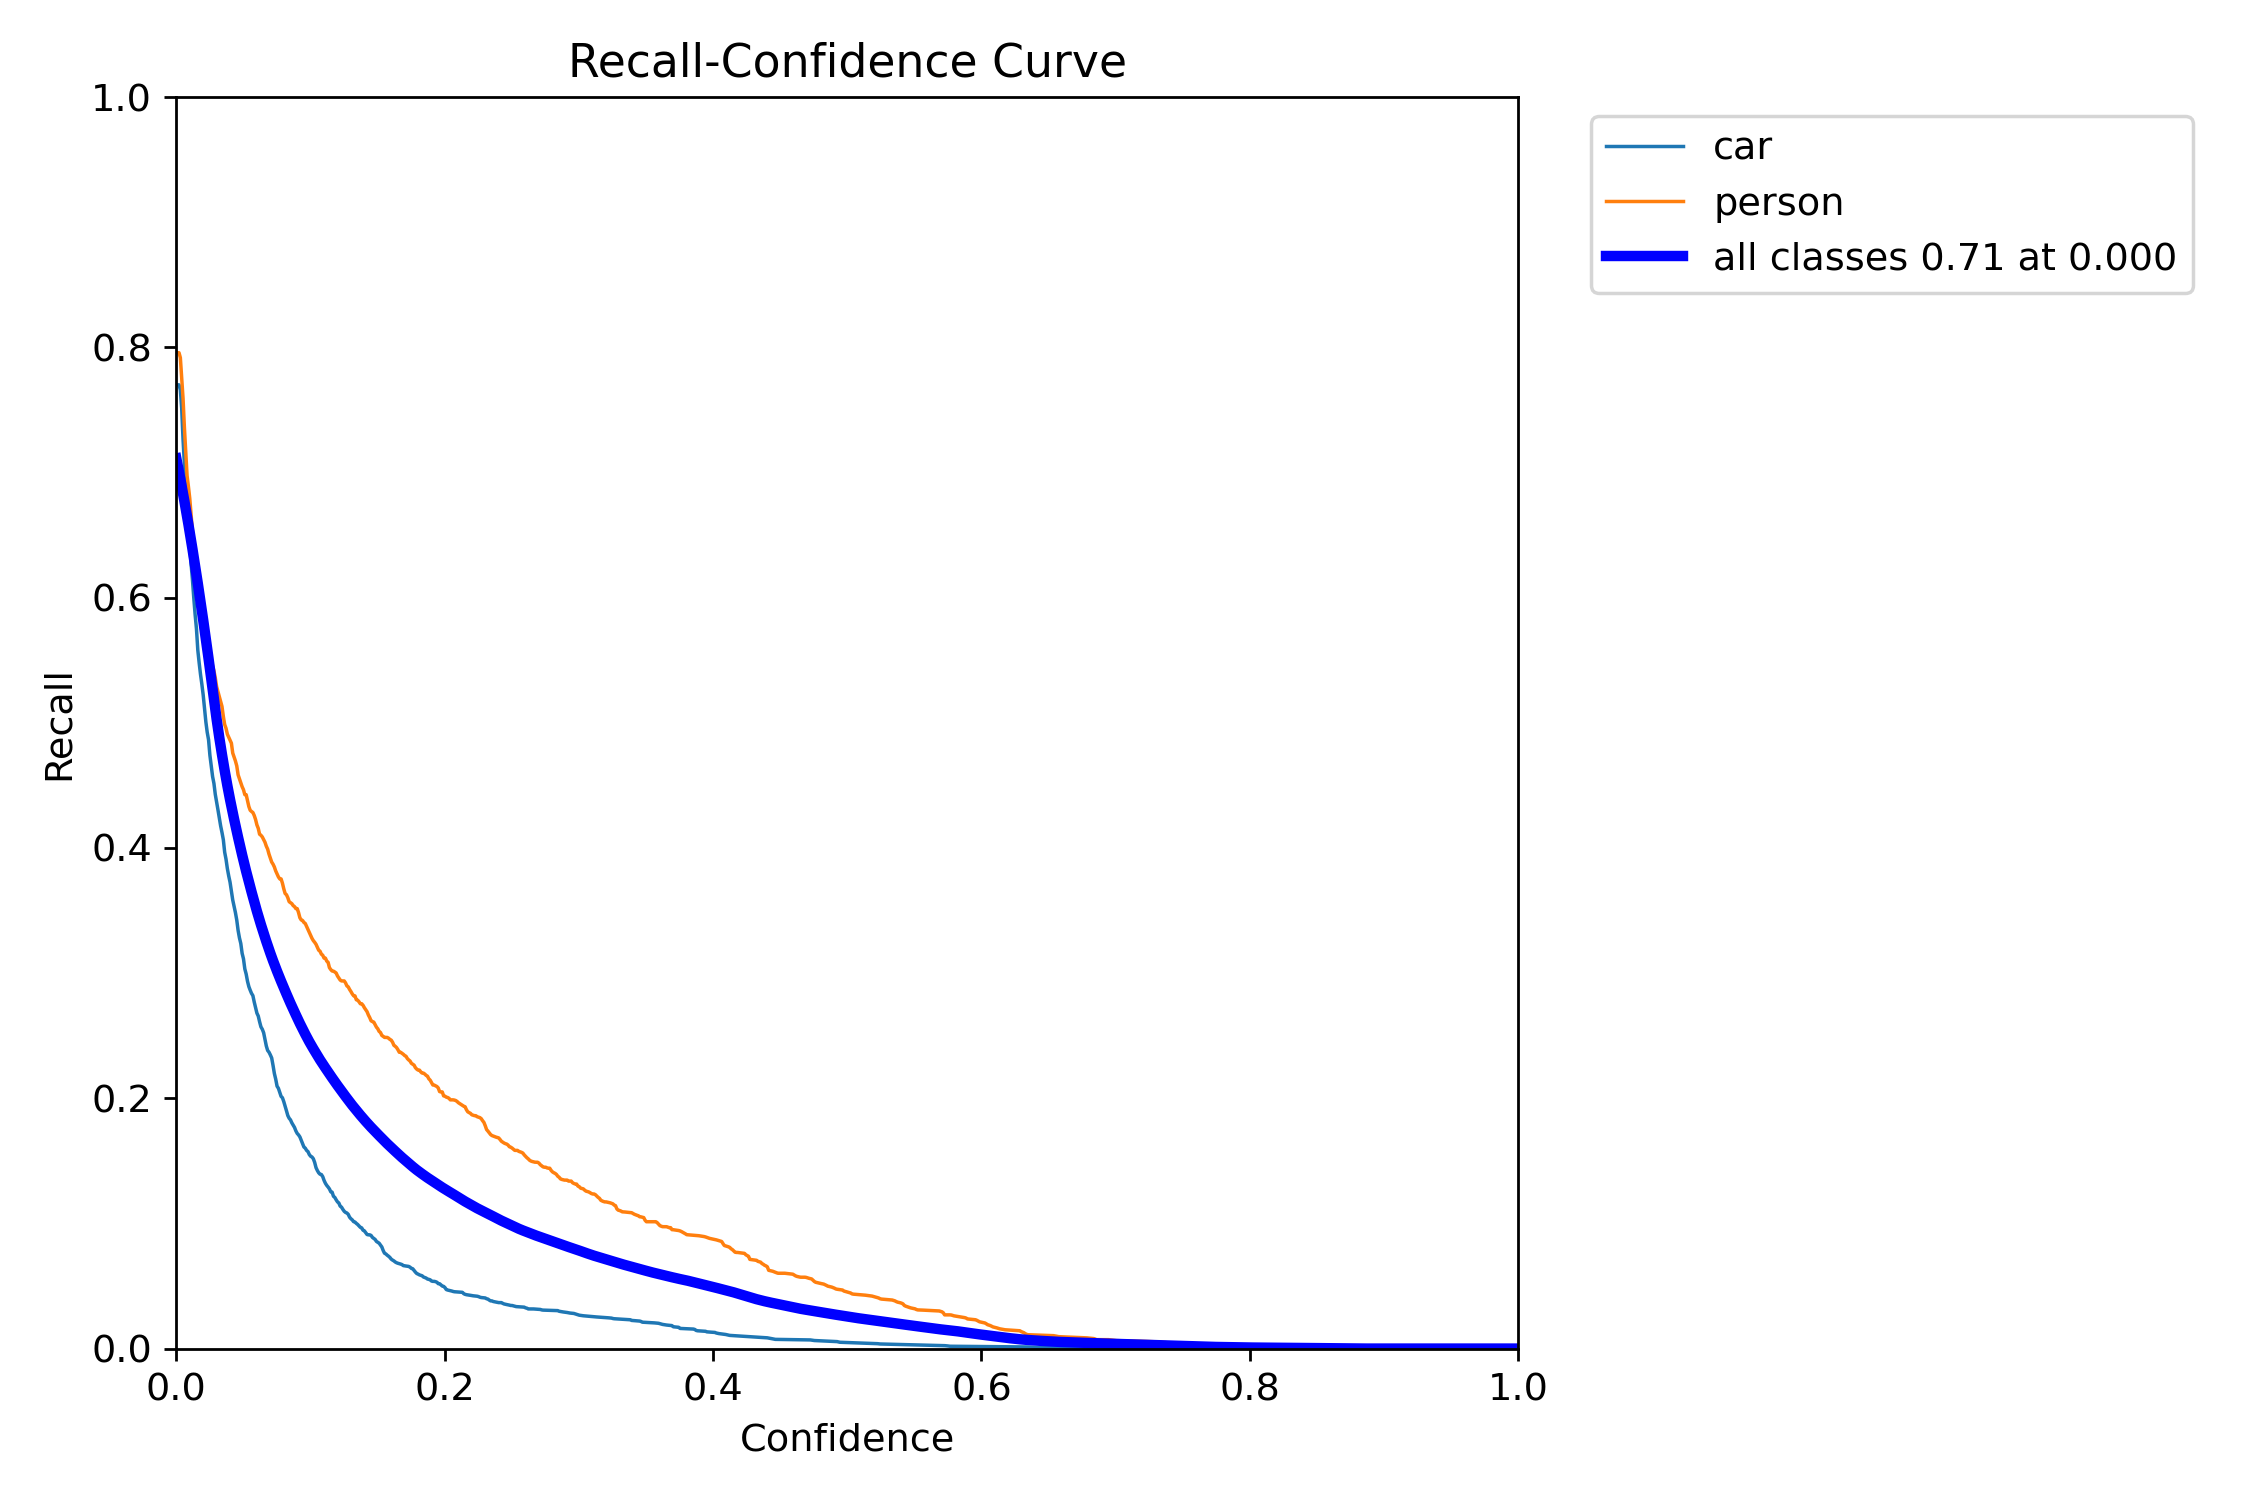 Recall-Confidence Curve
1.0
0.8
0.6
0.4
0.2
0.0
Recall
0.0 0.2 0.4 0.6 0.8 1.0
Confidence
car
person
all classes 0.71 at 0.000